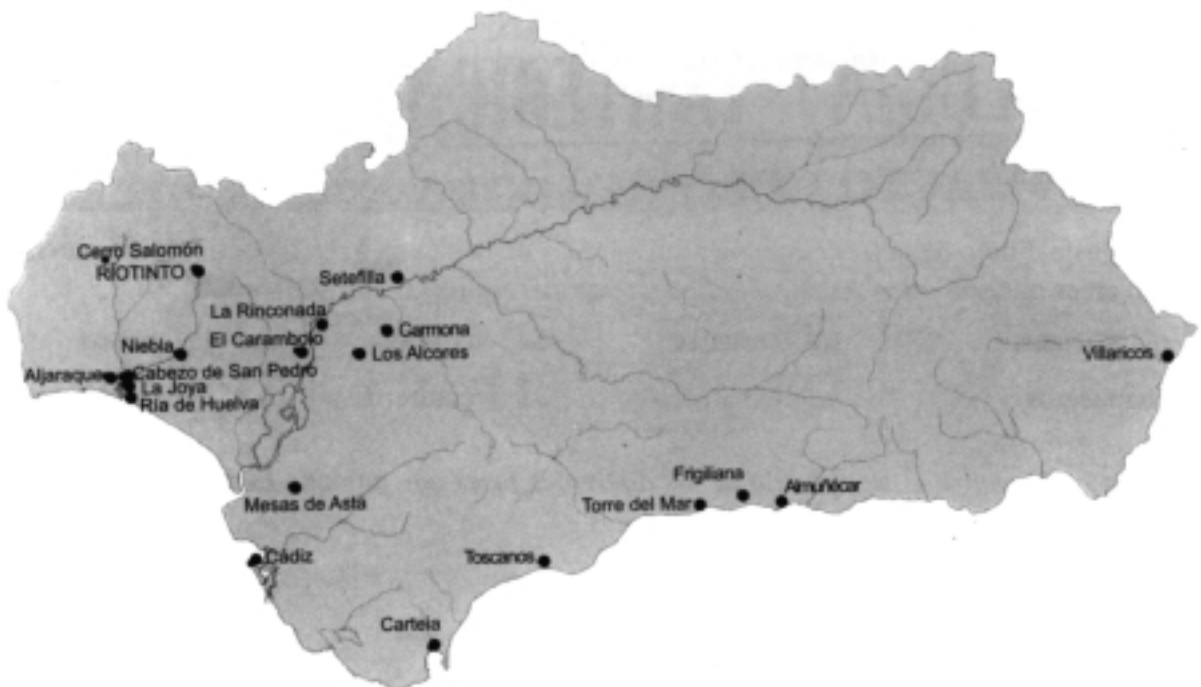 Cerro Salomón
RÍOTINTO
Setefilla
La Rinconada
Carmona
El Carambolo
Niebla
Los Alcores
Villaricos
Aljaraque
Cabezo de San Pedro
La Joya
Ría de Huelva
Frigiliana
Almuñécar
Mesas de Asta
Torre del Mar
Cádiz
Toscanos
Carteia